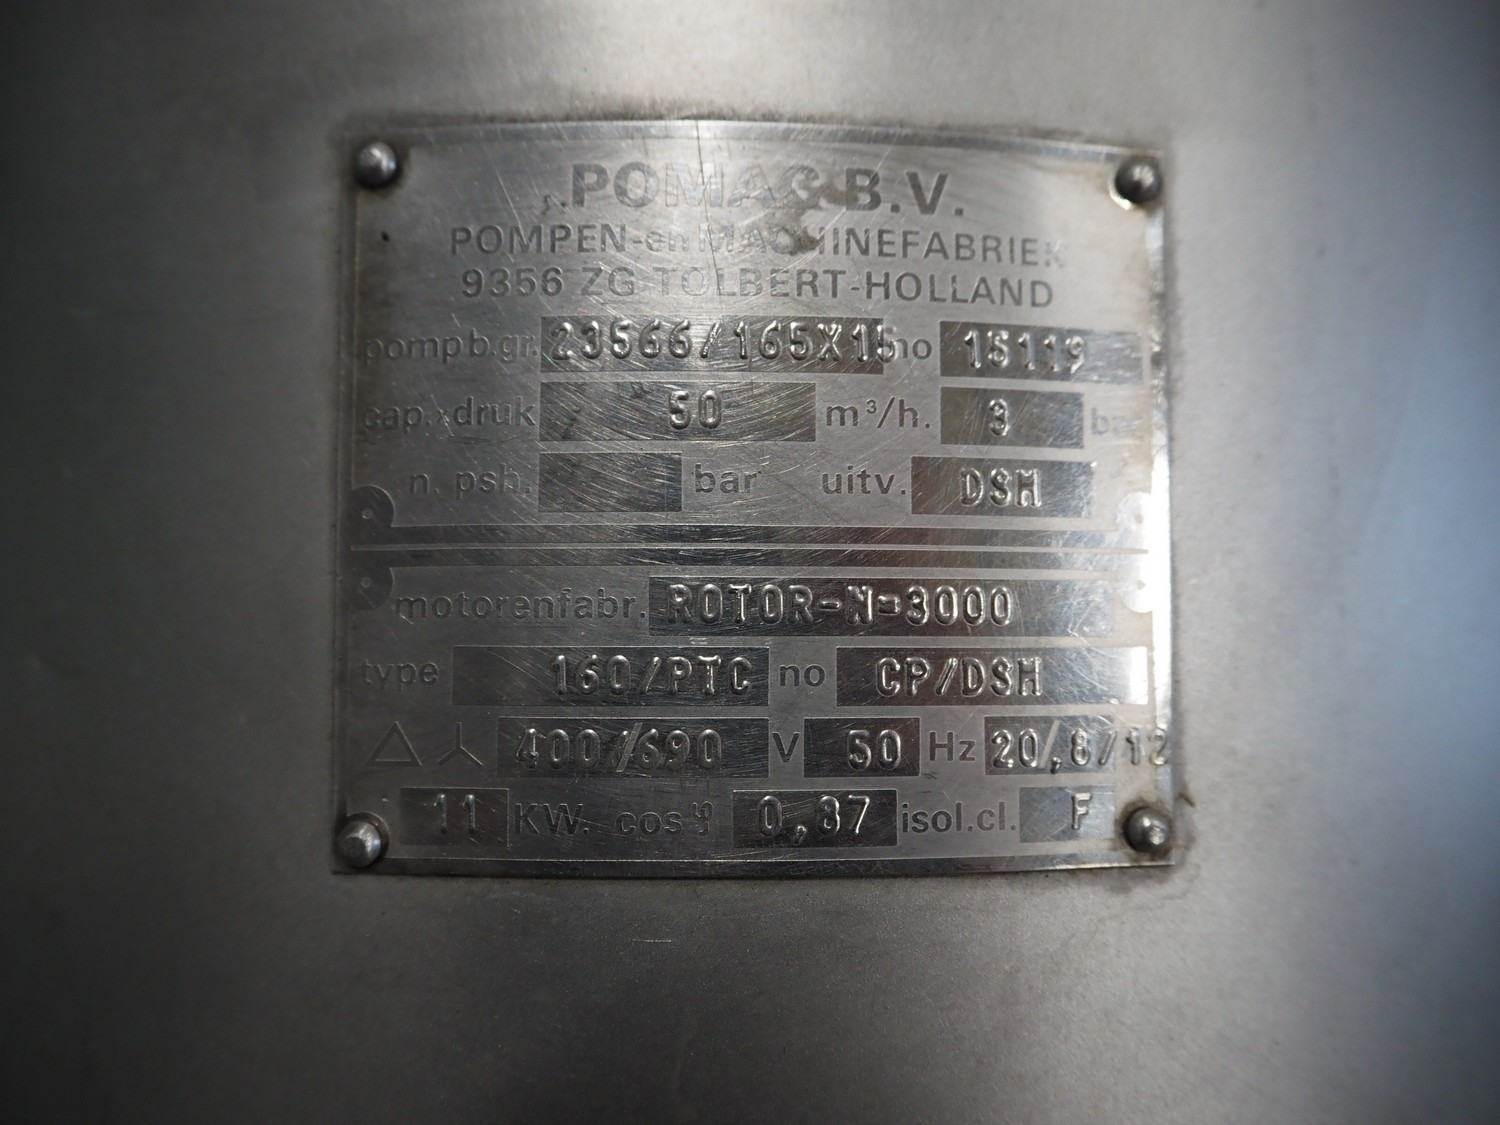 POMAC B.V.
POMPEN-en MACHINEFABRIEK
9356 ZG TOLBERT-HOLLAND
pompb.gr. 23566/165X15 no 15119
cap.×druk 50 m³/h. 3 bar
n. psh. bar uitv. DSM
motorenfabr. ROTOR-N=3000
type 160/PTC no CP/DSM
△ ⅄ 400/690 V 50 Hz 20,8/12
11 KW. cos φ 0,87 isol.cl. F